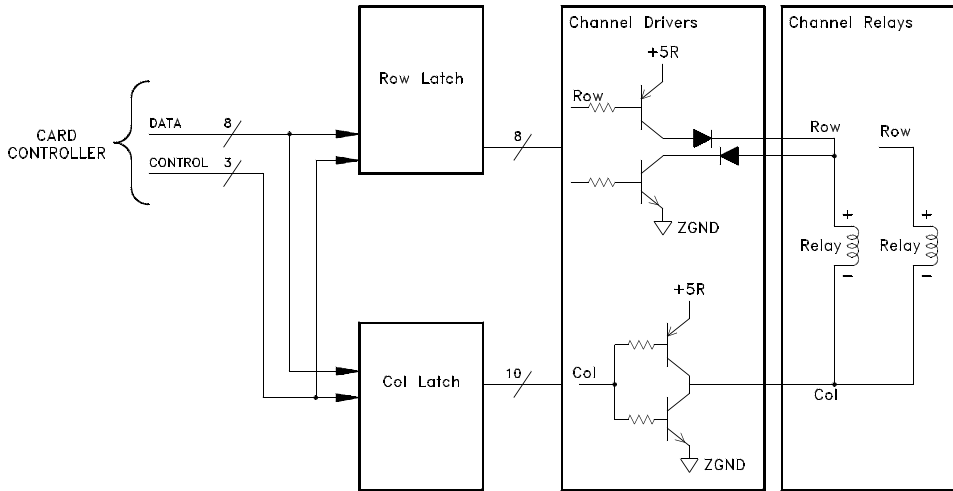 Channel Drivers
Channel Relays
+5R
Row Latch
Row
DATA 8
Row
Row
CARD
CONTROLLER
8
CONTROL 3
ZGND
+ +
Relay Relay
- -
+5R
Col Latch
10
Col
Col
ZGND